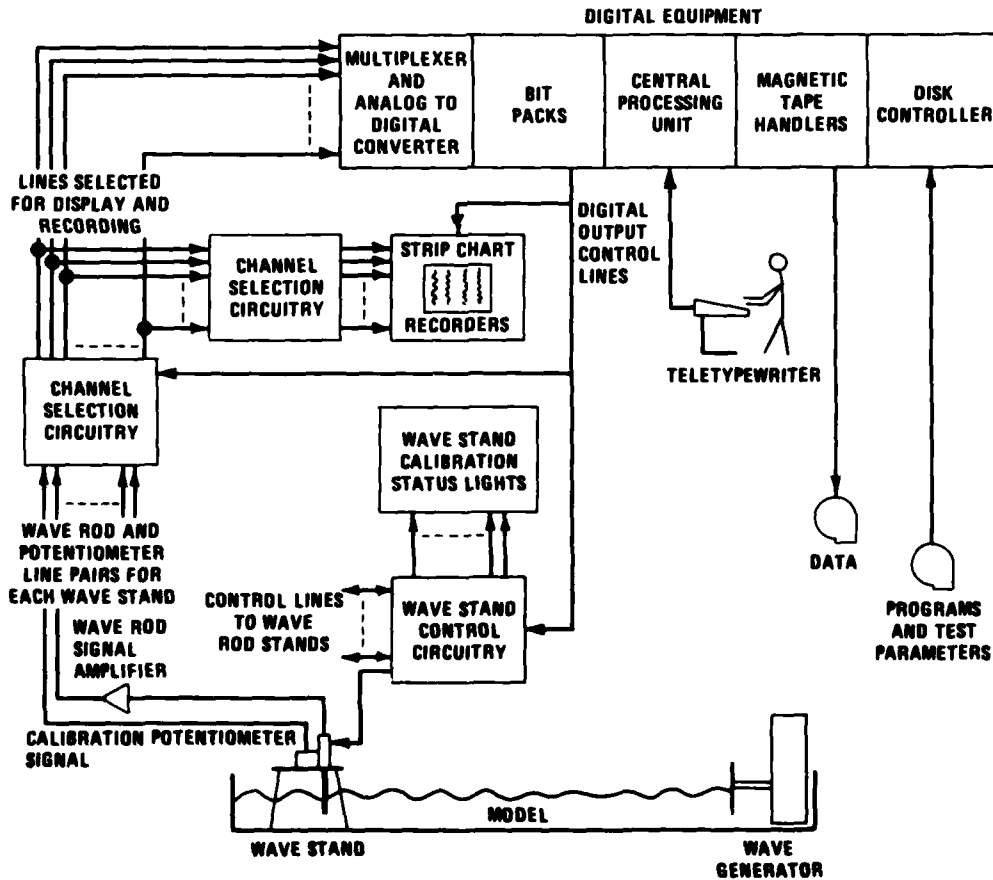 DIGITAL EQUIPMENT
MULTIPLEXER
AND
ANALOG TO
DIGITAL
CONVERTER
BIT
PACKS
CENTRAL
PROCESSING
UNIT
MAGNETIC
TAPE
HANDLERS
DISK
CONTROLLER
LINES SELECTED
FOR DISPLAY AND
RECORDING
CHANNEL
SELECTION
CIRCUITRY
STRIP CHART
RECORDERS
DIGITAL
OUTPUT
CONTROL
LINES
TELETYPEWRITER
CHANNEL
SELECTION
CIRCUITRY
WAVE STAND
CALIBRATION
STATUS LIGHTS
WAVE ROD AND
POTENTIOMETER
LINE PAIRS FOR
EACH WAVE STAND
DATA
CONTROL LINES
TO WAVE
ROD STANDS
WAVE STAND
CONTROL
CIRCUITRY
PROGRAMS
AND TEST
PARAMETERS
WAVE ROD
SIGNAL
AMPLIFIER
CALIBRATION POTENTIOMETER
SIGNAL
MODEL
WAVE STAND
WAVE
GENERATOR